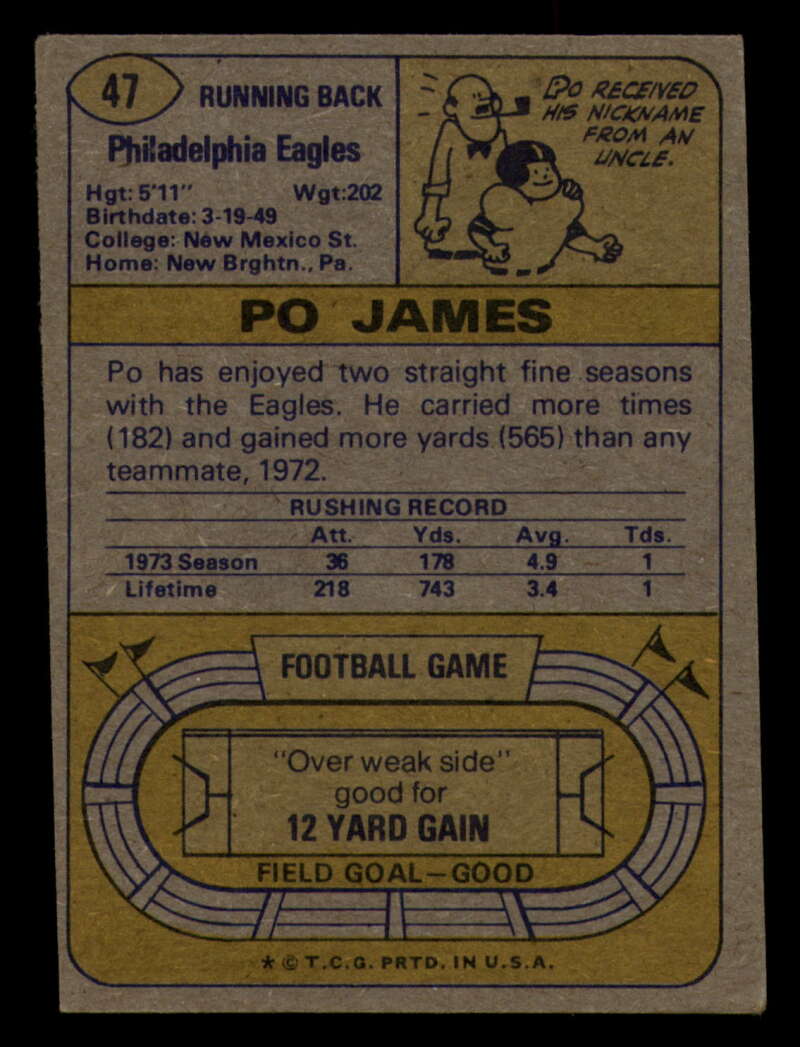 47
RUNNING BACK
Philadelphia Eagles
Hgt: 5'11" Wgt:202
Birthdate: 3-19-49
College: New Mexico St.
Home: New Brghtn., Pa.
PO RECEIVED
HIS NICKNAME
FROM AN
UNCLE.
PO JAMES
Po has enjoyed two straight fine seasons
with the Eagles. He carried more times
(182) and gained more yards (565) than any
teammate, 1972.
RUSHING RECORD
Att. Yds. Avg. Tds.
1973 Season 36 178 4.9 1
Lifetime 218 743 3.4 1
FOOTBALL GAME
"Over weak side"
good for
12 YARD GAIN
FIELD GOAL—GOOD
* © T.C.G. PRTD. IN U.S.A.